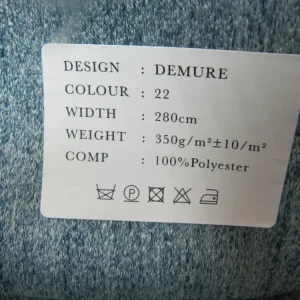 DESIGN : DEMURE
COLOUR : 22
WIDTH : 280cm
WEIGHT : 350g/m²±10/m²
COMP : 100%Polyester
P